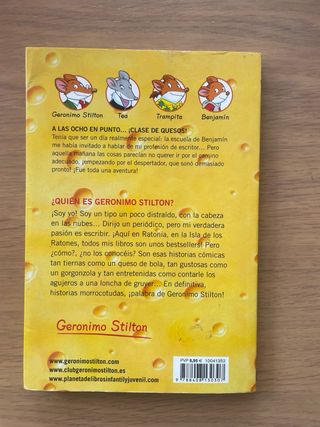 Geronimo Stilton
Tea
Trampita
Benjamín
A LAS OCHO EN PUNTO... ¡CLASE DE QUESOS!
Tenía que ser un día realmente especial: la escuela de Benjamín
me había invitado a hablar de mi profesión de escritor... Pero
aquella mañana las cosas parecían no querer ir por el camino
adecuado, ¡empezando por el despertador, que sonó demasiado
pronto! ¡Fue toda una aventura!
¿QUIÉN ES GERONIMO STILTON?
¡Soy yo! Soy un tipo un poco distraído, con la cabeza
en las nubes... Dirijo un periódico, pero mi verdadera
pasión es escribir. ¡Aquí en Ratonia, en la Isla de los
Ratones, todos mis libros son unos bestsellers! Pero
¿cómo?, ¿no los conocéis? Son esas historias cómicas
tan tiernas como un queso de bola, tan gustosas como
un gorgonzola y tan entretenidas como contarle los
agujeros a una loncha de gruyer... En definitiva,
historias morrocotudas, ¡palabra de Geronimo Stilton!
Geronimo Stilton
www.geronimostilton.com
www.clubgeronimostilton.es
www.planetadelibrosinfantilyjuvenil.com
PVP 8,95 € 10041352
9 788408 130307